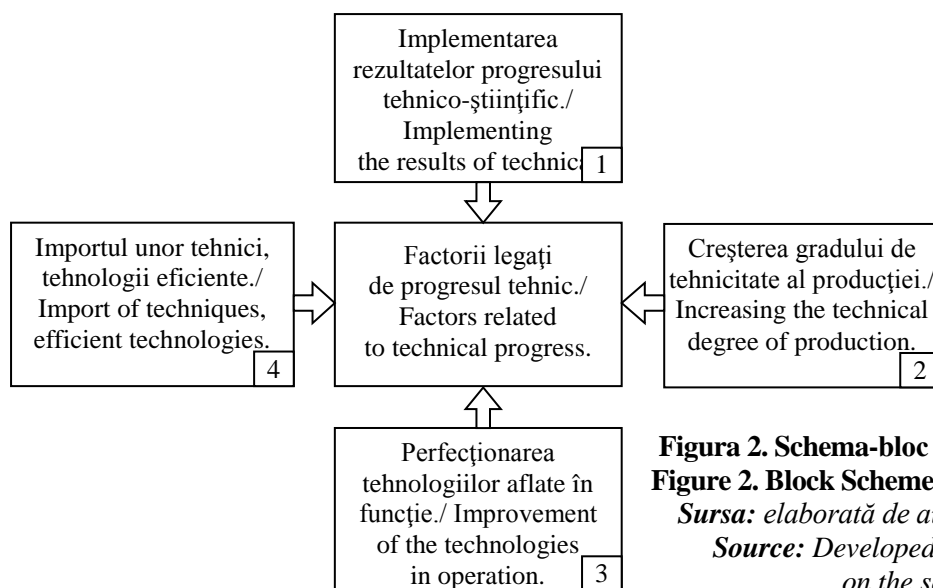 Implementarea
rezultatelor progresului
tehnico-ştiinţific./
Implementing
the results of
1
Importul unor tehnici,
tehnologii eficiente./
Import of techniques,
efficient technologies.
4
Factorii legaţi
de progresul tehnic./
Factors related
to technical progress.
Creşterea gradului de
tehnicitate al producţiei./
Increasing the technical
degree of production.
2
Perfecţionarea
tehnologiilor aflate în
funcţie./ Improvement
of the technologies
in operation.
3
Figura 2. Schema-bloc
Figure 2. Block Scheme
Sursa: elaborată de
Source: Developed
on the